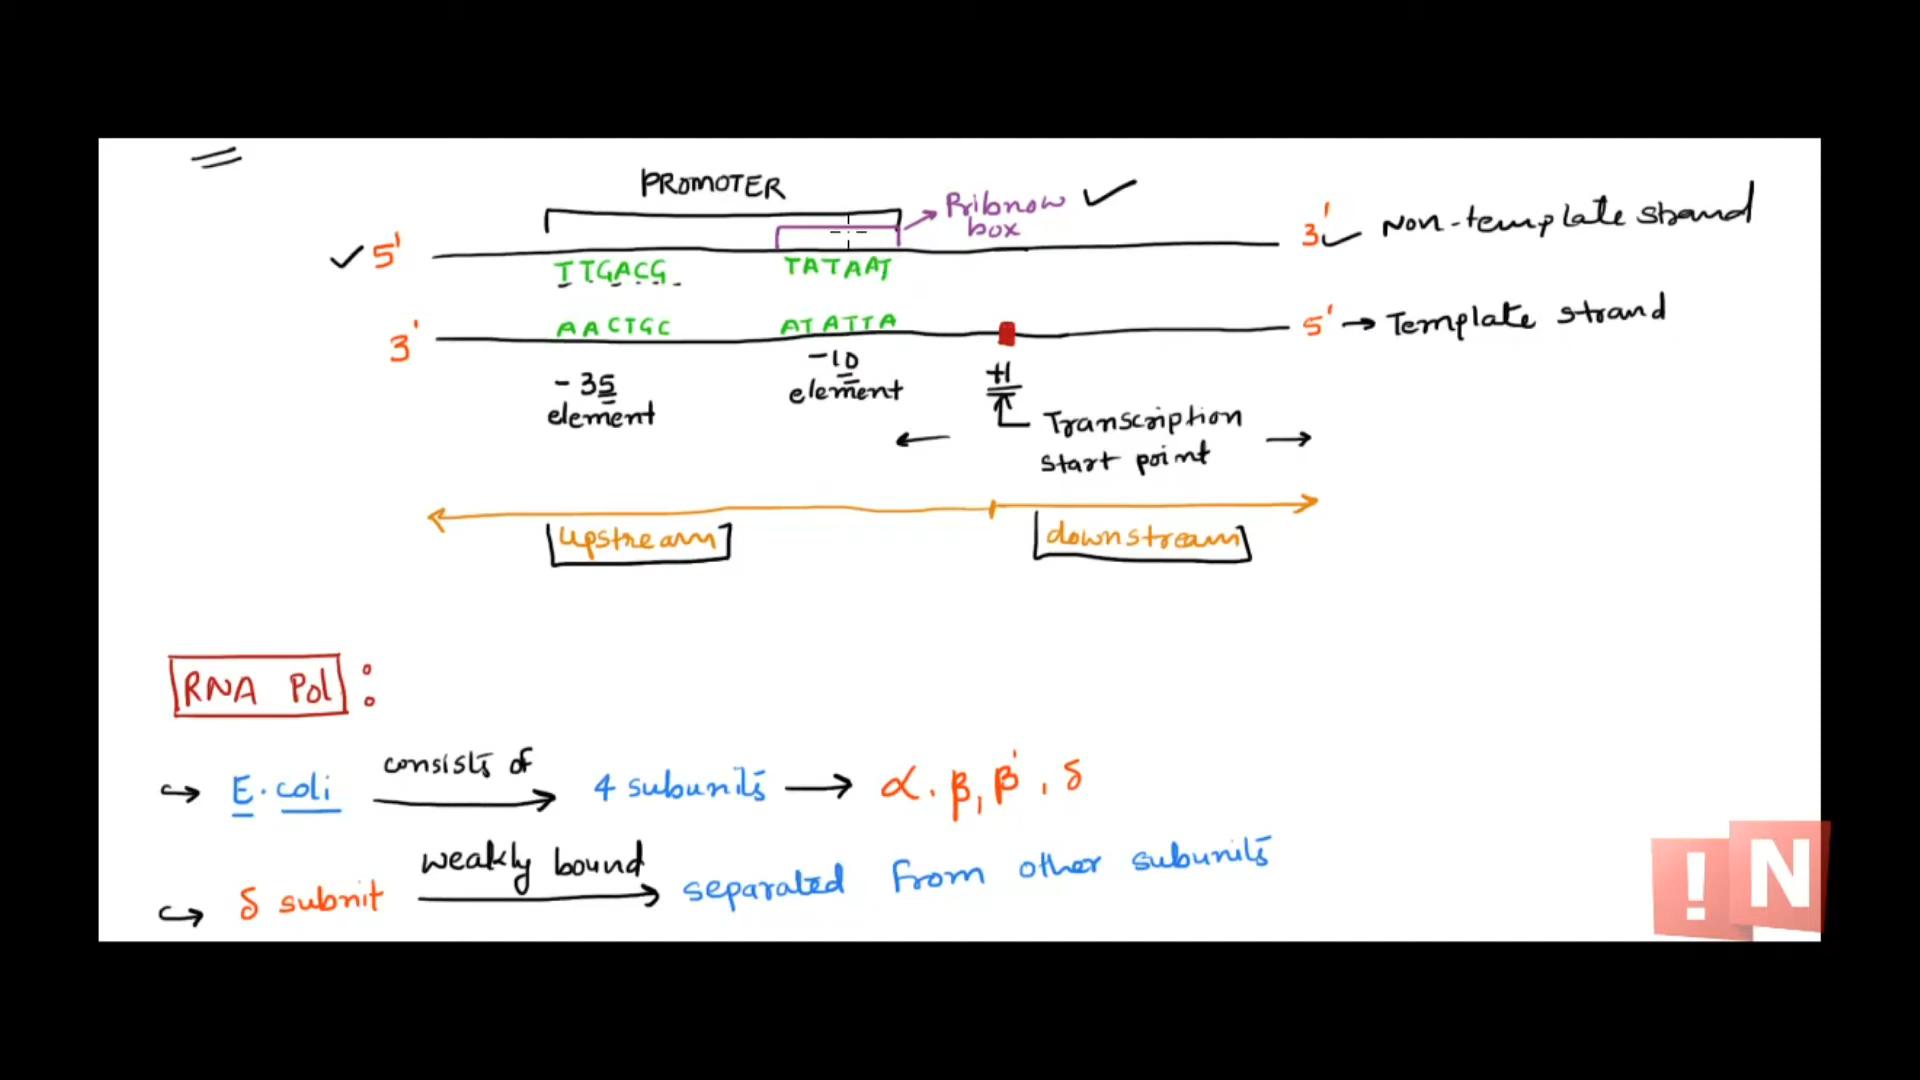 PROMOTER
Pribnow box
5' 3' Non-template strand
TTGACG TATAAT
AACTGC ATATTA
3' 5' → Template strand
-35 element
-10 element
+1
Transcription start point
upstream downstream
RNA Pol :
↪ E. coli consists of → 4 subunits → α, β, β', δ
↪ δ subnit weakly bound → separated from other subunits
! N